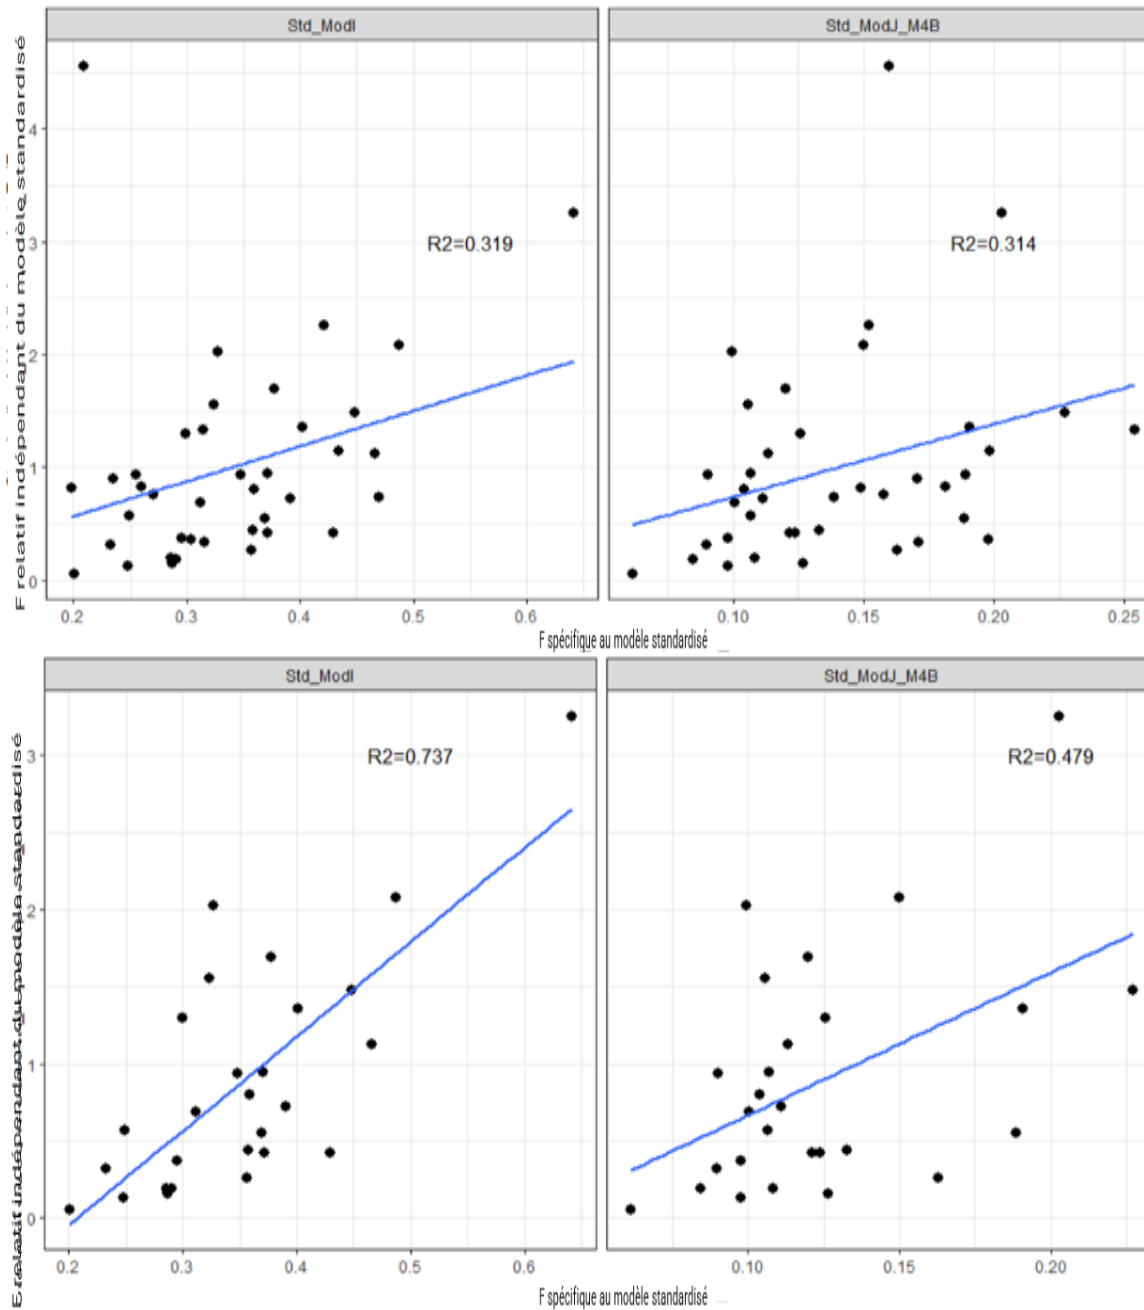 Std_ModI
Std_ModJ_M4B
F relatif indépendant du modèle standardisé
4
3
2
1
0
R2=0.319
R2=0.314
0.2 0.3 0.4 0.5 0.6
0.10 0.15 0.20 0.25
F spécifique au modèle standardisé
Std_ModI
Std_ModJ_M4B
F relatif indépendant du modèle standardisé
3
2
1
0
R2=0.737
R2=0.479
0.2 0.3 0.4 0.5 0.6
0.10 0.15 0.20
F spécifique au modèle standardisé